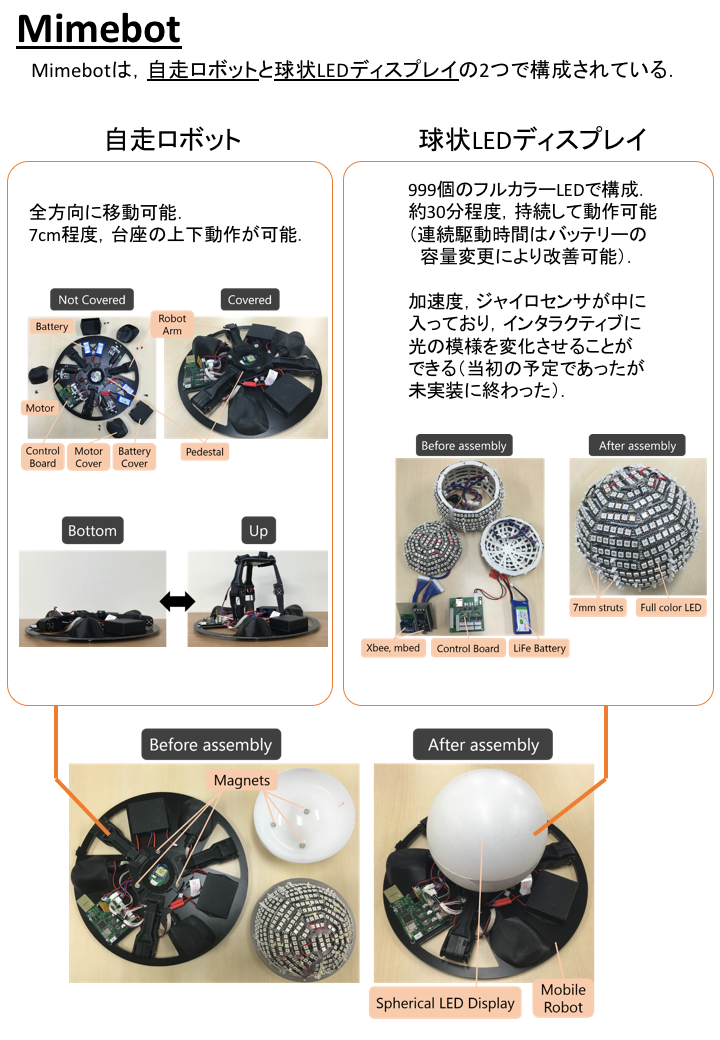 Mimebot
Mimebotは，自走ロボットと球状LEDディスプレイの2つで構成されている．
自走ロボット
全方向に移動可能．
7cm程度，台座の上下動作が可能．
Not Covered
Covered
Battery
Robot
Arm
Motor
Control
Board
Motor
Cover
Battery
Cover
Pedestal
Bottom
Up
球状LEDディスプレイ
999個のフルカラーLEDで構成．
約30分程度，持続して動作可能
（連続駆動時間はバッテリーの
容量変更により改善可能）．
加速度，ジャイロセンサが中に
入っており，インタラクティブに
光の模様を変化させることが
できる（当初の予定であったが
未実装に終わった）．
Before assembly
After assembly
7mm struts
Full color LED
Xbee, mbed
Control Board
LiFe Battery
Before assembly
After assembly
Magnets
Spherical LED Display
Mobile
Robot